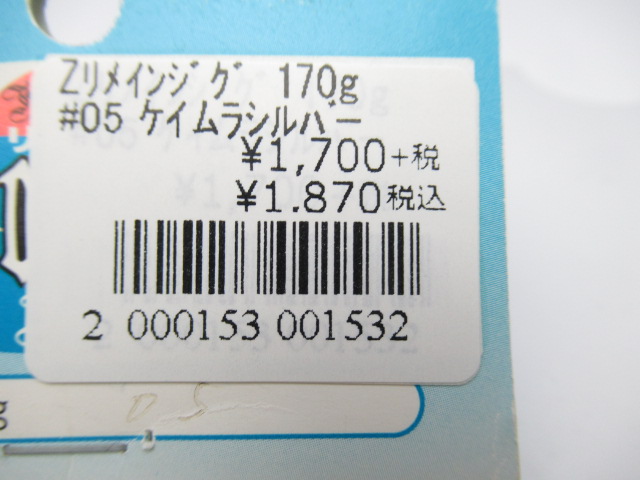 Zﾘﾒｲﾝｼﾞｸﾞ 170g
#05 ｹｲﾑﾗｼﾙﾊﾞｰ
¥1,700+税
¥1.870税込
2 000153 001532
g
05